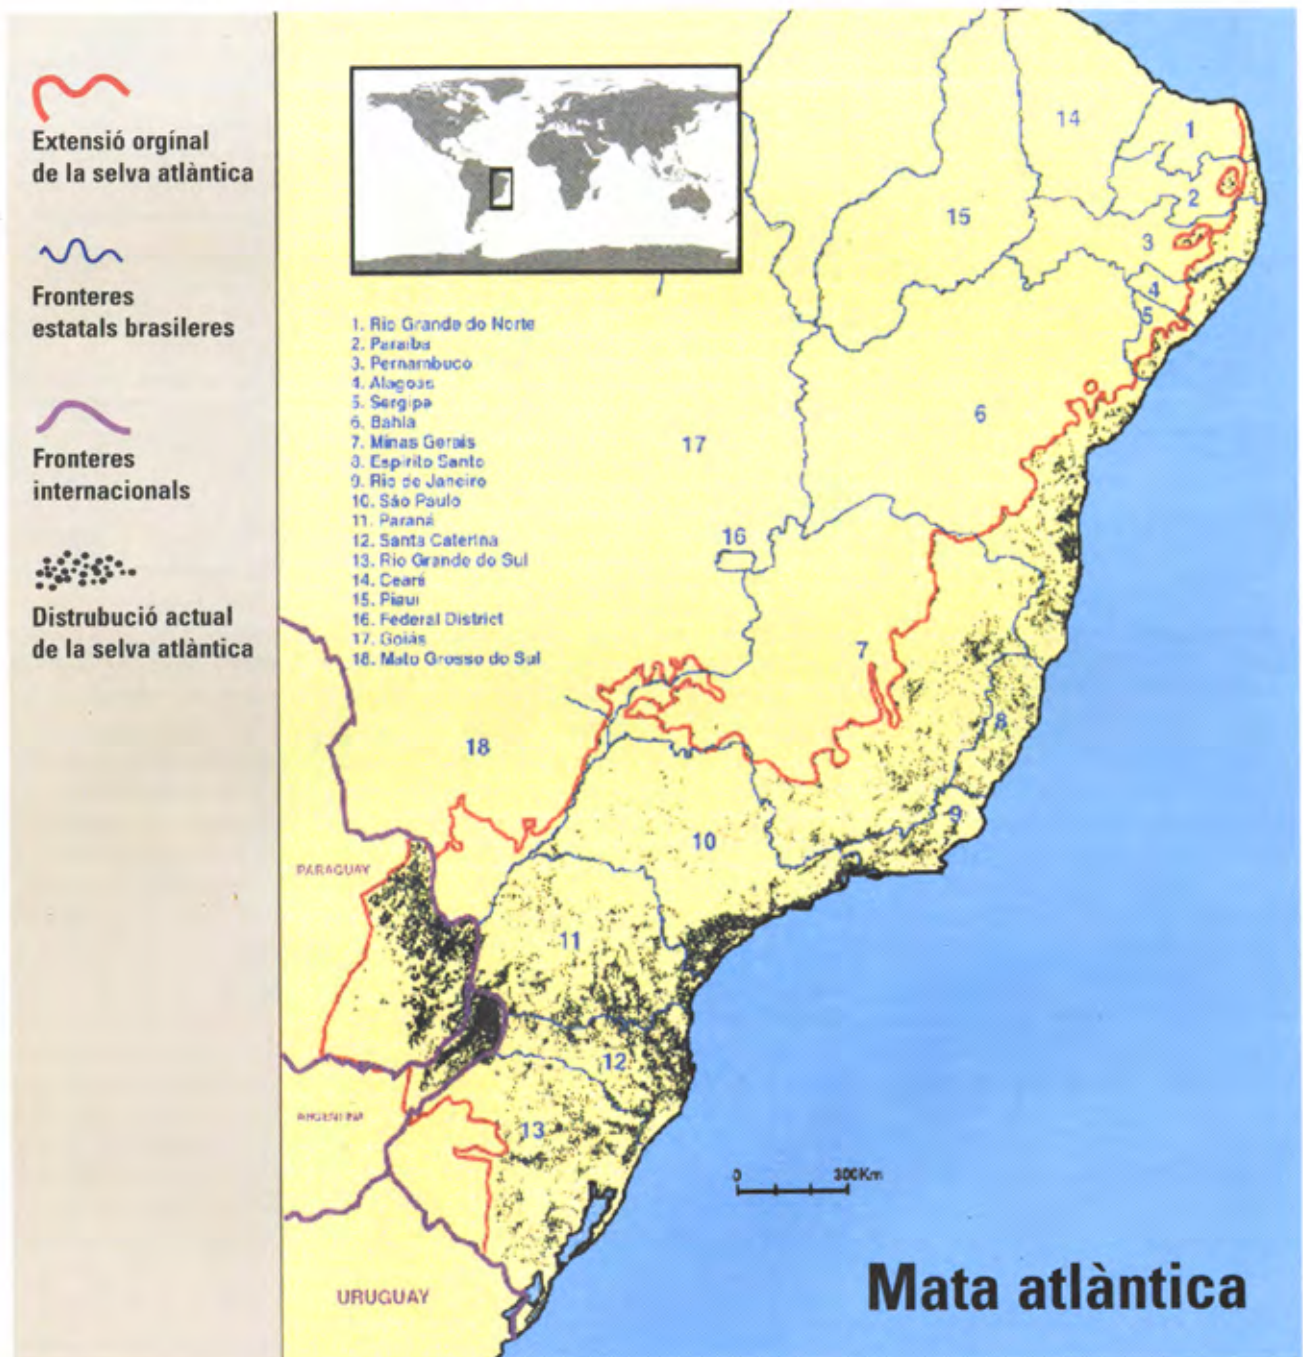 Extensió orgínal
de la selva atlàntica
Fronteres
estatals brasileres
Fronteres
internacionals
Distrubució actual
de la selva atlàntica
1. Rio Grande do Norte
2. Paraíba
3. Pernambuco
4. Alagoas
5. Sergipe
6. Bahia
7. Minas Gerais
8. Espirito Santo
9. Rio de Janeiro
10. São Paulo
11. Paraná
12. Santa Caterina
13. Rio Grande do Sul
14. Ceará
15. Piaui
16. Federal District
17. Goiás
18. Mato Grosso do Sul
14
1
15
2
3
4
5
6
17
16
7
18
8
9
10
PARAGUAY
11
12
ARGENTINA
13
0 300Km
URUGUAY
Mata atlàntica